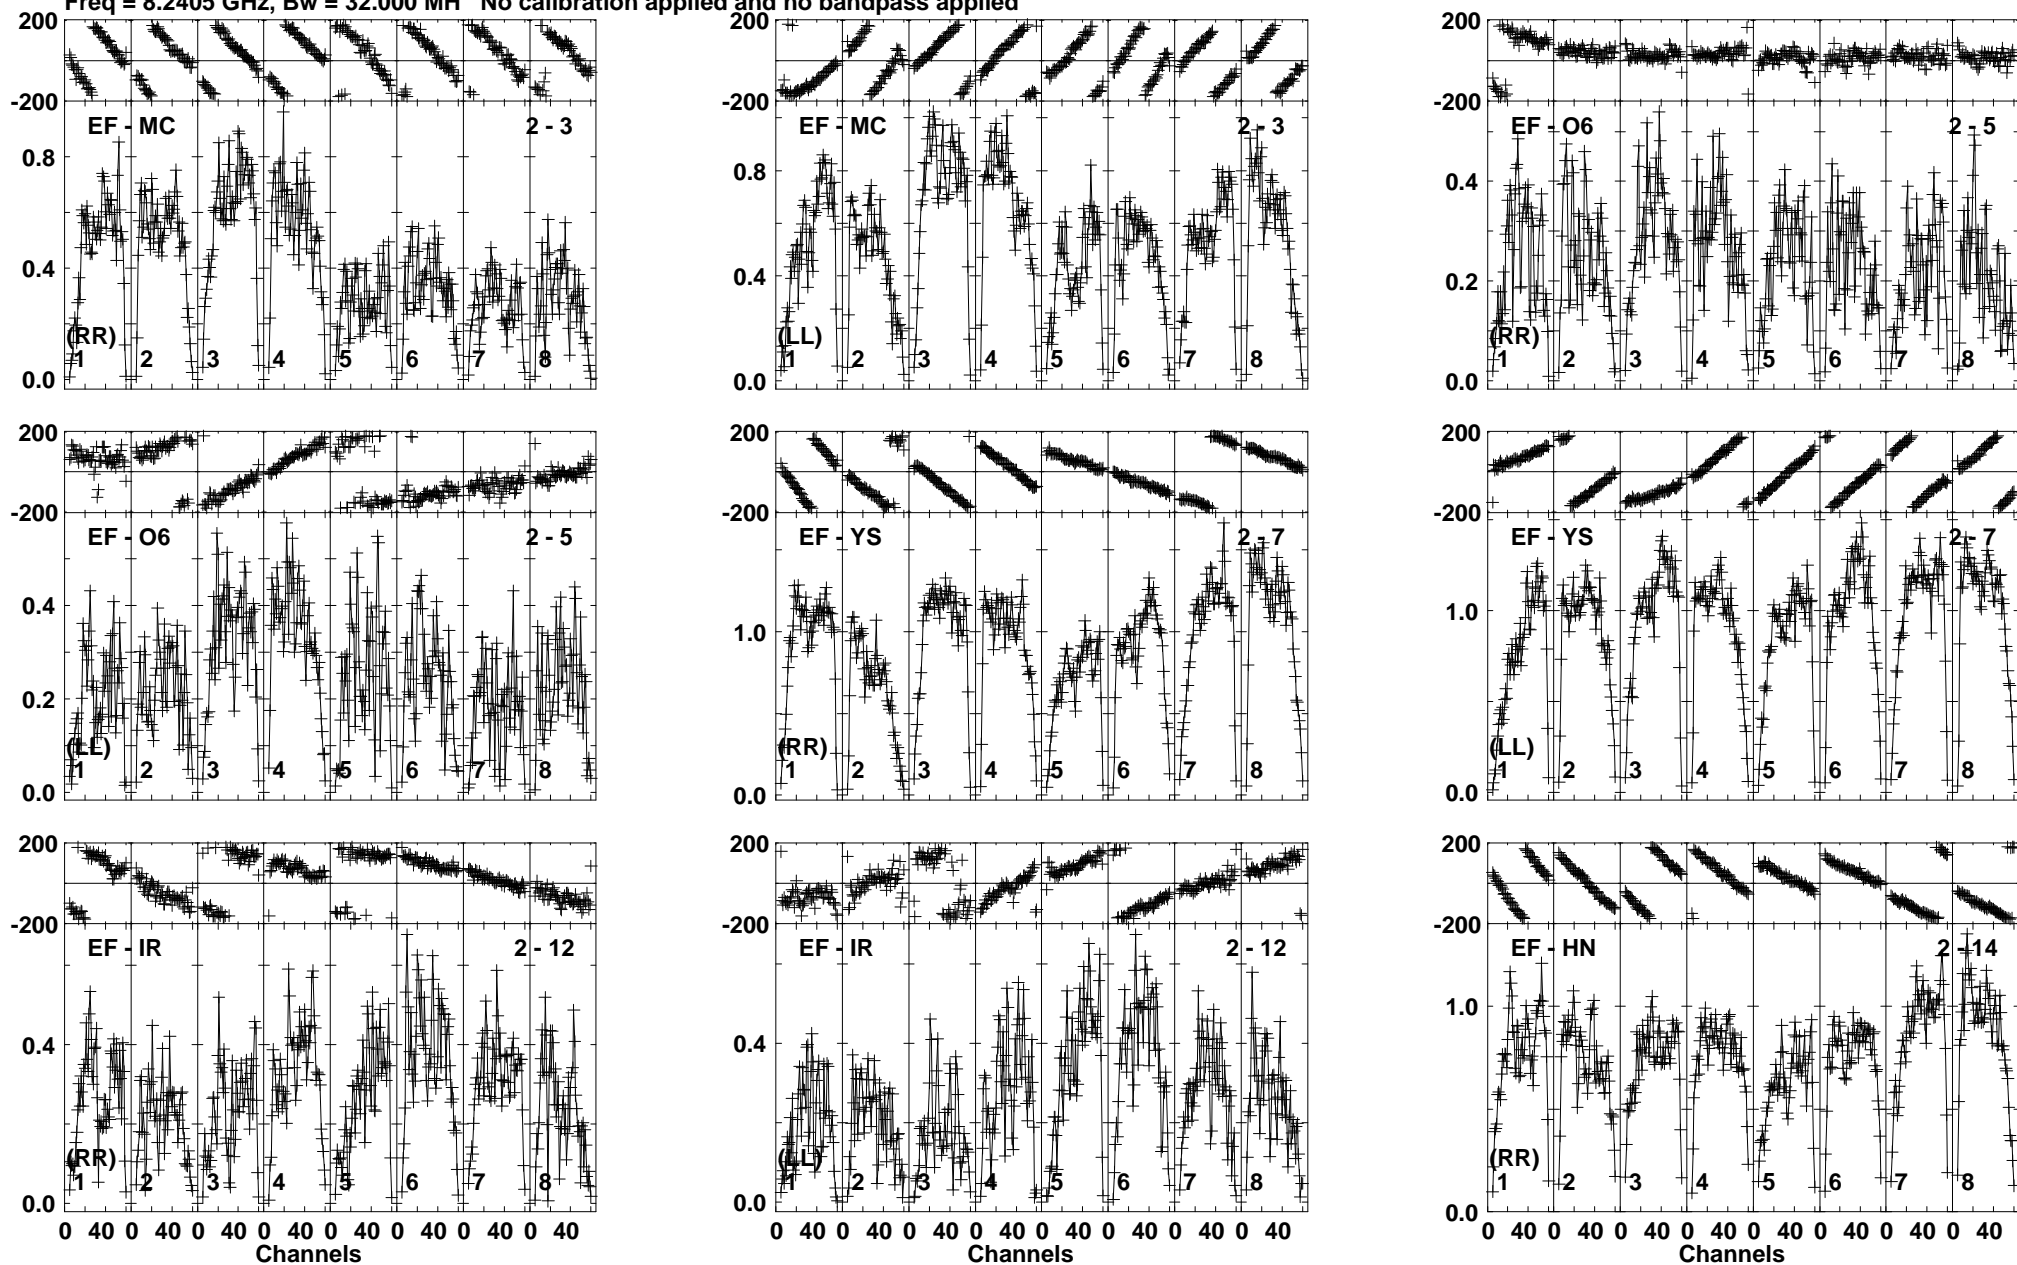 Freq = 8.2405 GHz, Bw = 32.000 MH No calibration applied and no bandpass applied
200
-200
EF - MC 2 - 3
0.8
0.4
0.0
(RR)
1 2 3 4 5 6 7 8
200
-200
EF - MC 2 - 3
0.8
0.4
0.0
(LL)
1 2 3 4 5 6 7 8
200
-200
EF - O6 2 - 5
0.4
0.2
0.0
(RR)
1 2 3 4 5 6 7 8
200
-200
EF - O6 2 - 5
0.4
0.2
0.0
(LL)
1 2 3 4 5 6 7 8
200
-200
EF - YS 2 - 7
1.0
0.0
(RR)
1 2 3 4 5 6 7 8
200
-200
EF - YS 2 - 7
1.0
0.0
(LL)
1 2 3 4 5 6 7 8
200
-200
EF - IR 2 - 12
0.4
0.0
(RR)
1 2 3 4 5 6 7 8
0 40 0 40 0 40 0 40 0 40 0 40 0 40 0 40
Channels
200
-200
EF - IR 2 - 12
0.4
0.0
(LL)
1 2 3 4 5 6 7 8
0 40 0 40 0 40 0 40 0 40 0 40 0 40 0 40
Channels
200
-200
EF - HN 2 - 14
1.0
0.0
(RR)
1 2 3 4 5 6 7 8
0 40 0 40 0 40 0 40 0 40 0 40 0 40 0 40
Channels